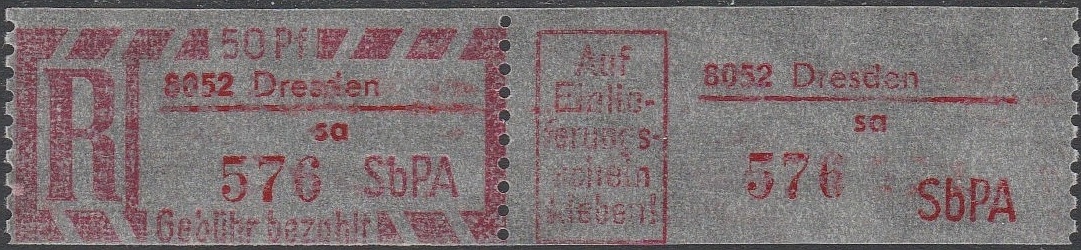 50 Pf
R
8052 Dresden
sa
576 SbPA
Gebühr bezahlt
Auf
Einlie-
ferungs-
schein
kleben!
8052 Dresden
sa
576
SbPA